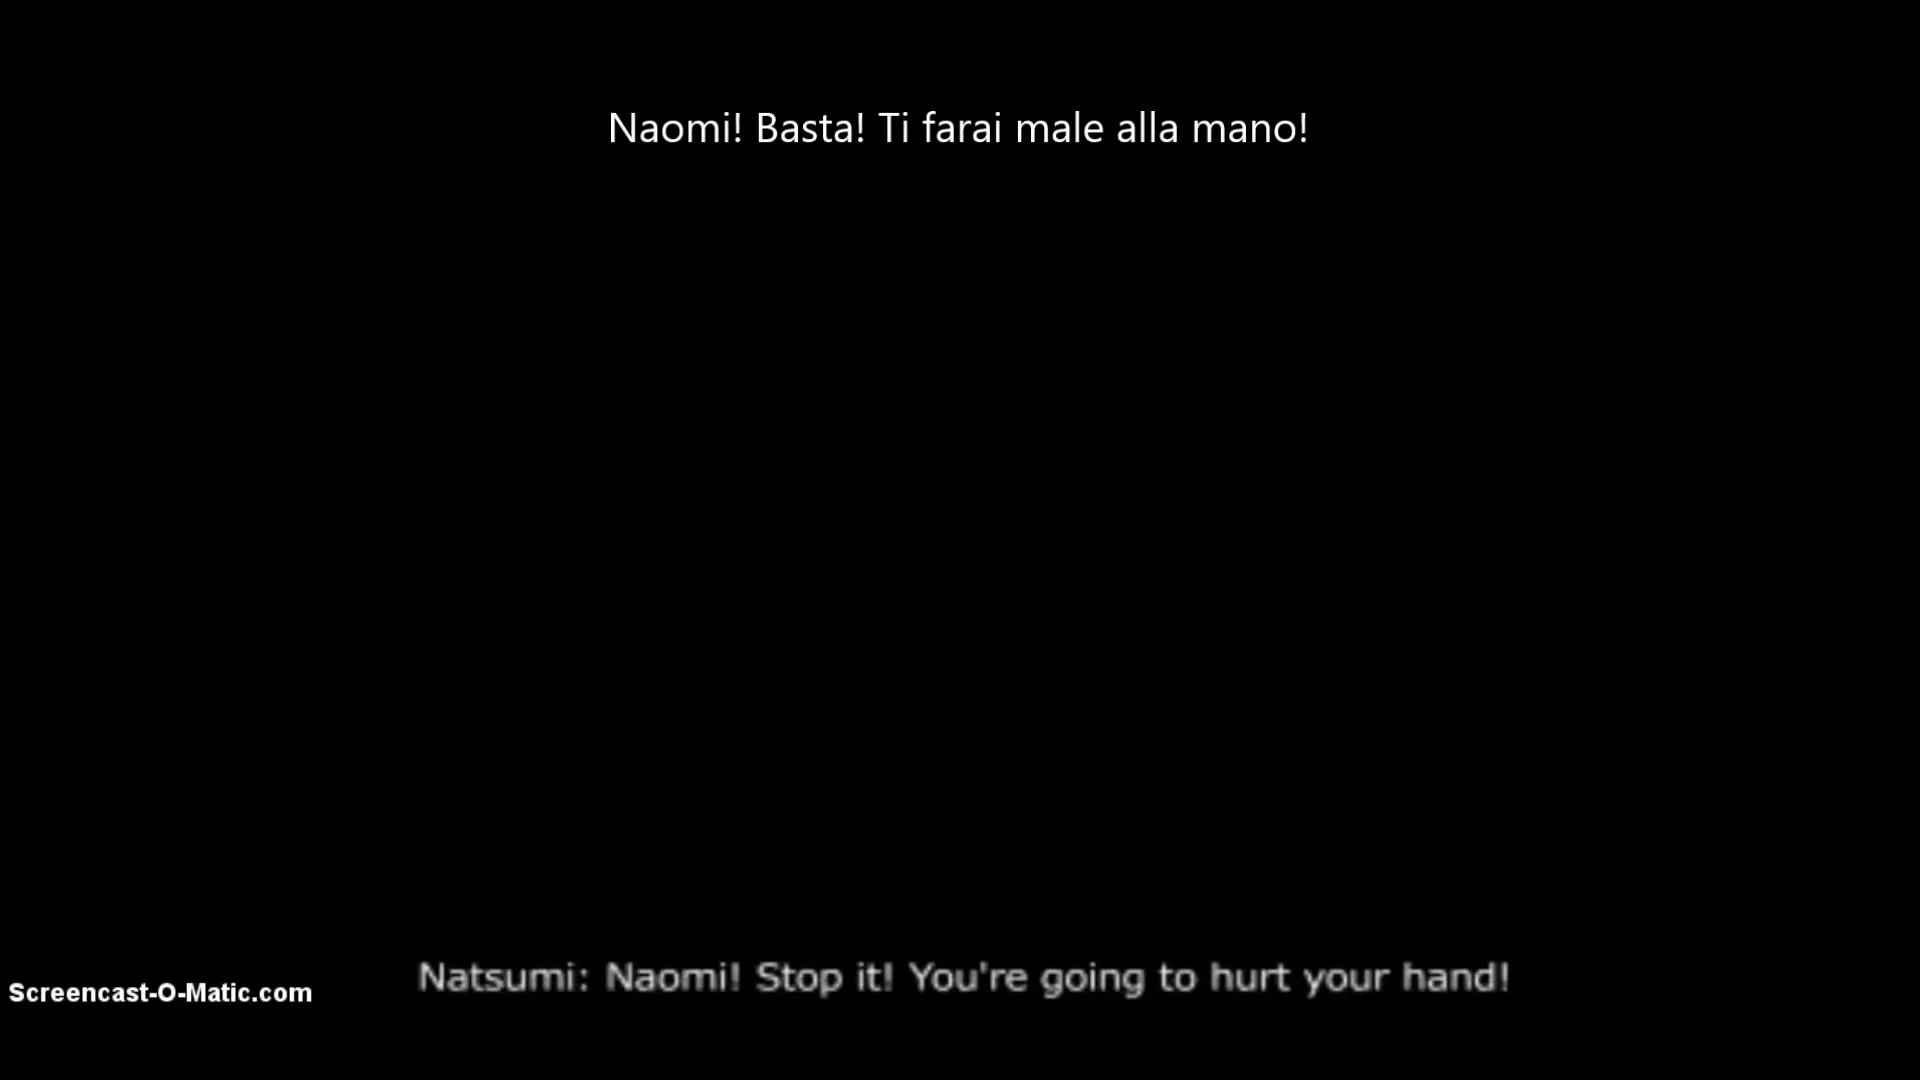 Naomi! Basta! Ti farai male alla mano!
Natsumi: Naomi! Stop it! You're going to hurt your hand!
Screencast-O-Matic.com